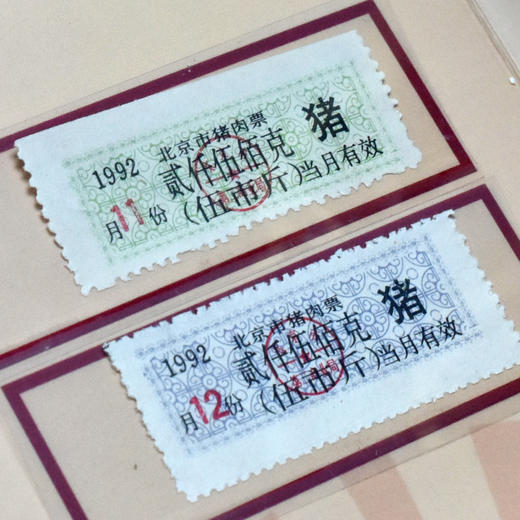 1992 北京市猪肉票
贰仟伍佰克 猪
11月份 (伍市斤)当月有效
1992 北京市猪肉票
贰仟伍佰克 猪
12月份 (伍市斤)当月有效